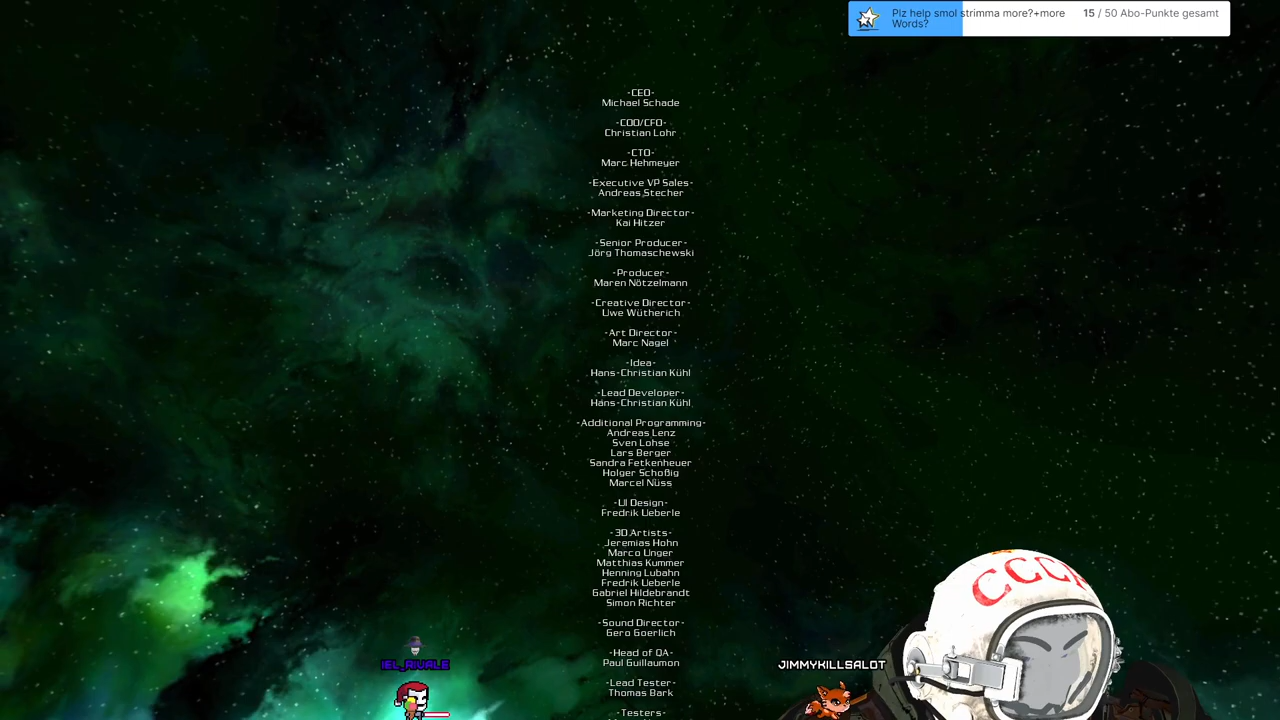 Plz help smol strimma more?+more
Words?
15 / 50 Abo-Punkte gesamt
-CEO-
Michael Schade
-COO/CFO-
Christian Lohr
-CTO-
Marc Hehmeyer
-Executive VP Sales-
Andreas Stecher
-Marketing Director-
Kai Hitzer
-Senior Producer-
Jörg Thomaschewski
-Producer-
Maren Nötzelmann
-Creative Director-
Uwe Wütherich
-Art Director-
Marc Nagel
-Idea-
Hans-Christian Kühl
-Lead Developer-
Hans-Christian Kühl
-Additional Programming-
Andreas Lenz
Sven Lohse
Lars Berger
Sandra Fetkenheuer
Holger Schoßig
Marcel Nüss
-UI Design-
Fredrik Ueberle
-3D Artists-
Jeremias Hohn
Marco Unger
Matthias Kummer
Henning Lubahn
Fredrik Ueberle
Gabriel Hildebrandt
Simon Richter
-Sound Director-
Gero Goerlich
-Head of QA-
Paul Guillaumon
-Lead Tester-
Thomas Bark
-Testers-
IEL_AIVALE
JIMMYKILLSALOT
CCCP